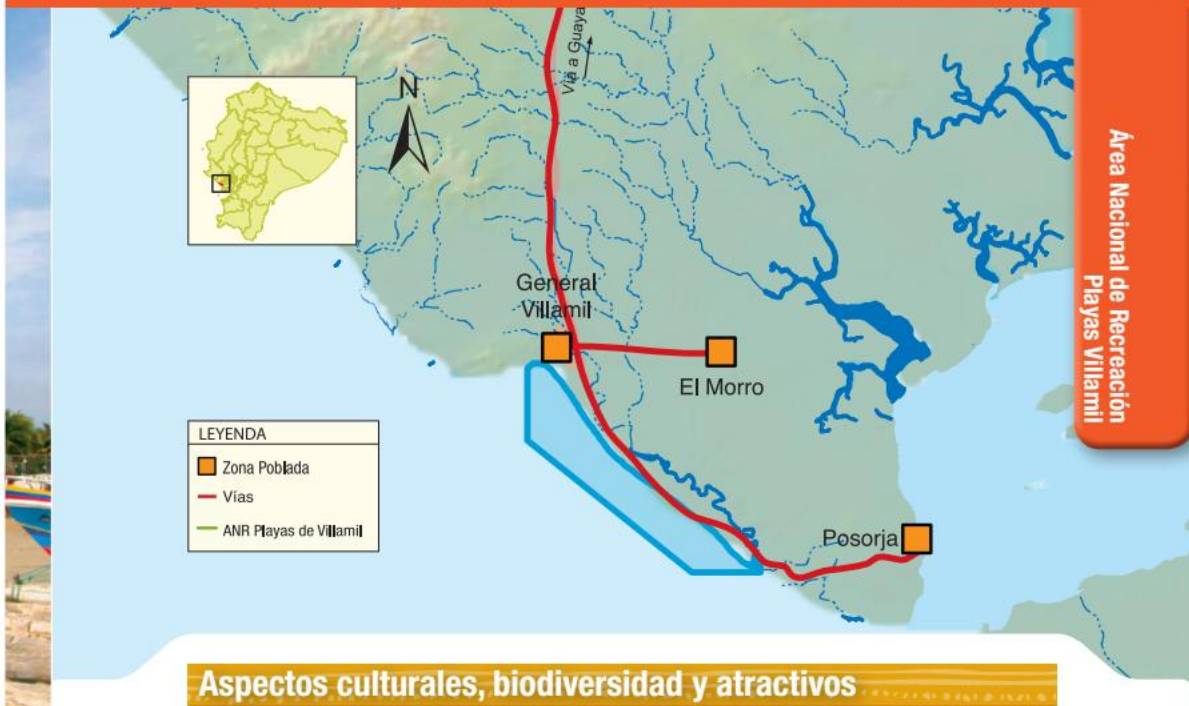 Vía a Guaya
N
General
Villamil
El Morro
Posorja
LEYENDA
Zona Poblada
Vías
ANR Playas de Villamil
Área Nacional de Recreación
Playas Villamil
Aspectos culturales, biodiversidad y atractivos